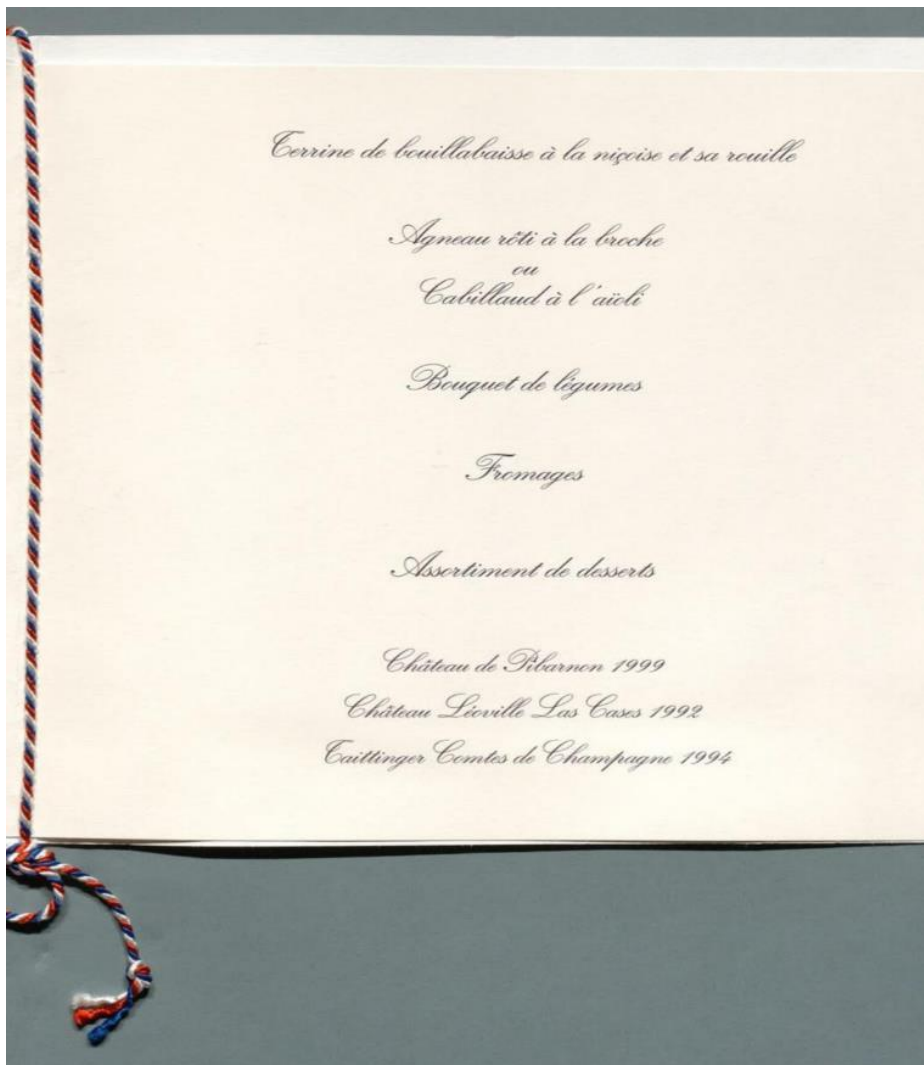 Terrine de bouillabaisse à la niçoise et sa rouille
Agneau rôti à la broche
ou
Cabillaud à l'aïoli
Bouquet de légumes
Fromages
Assortiment de desserts
Château de Pibarnon 1999
Château Léoville Las Cases 1992
Taittinger Comtes de Champagne 1994